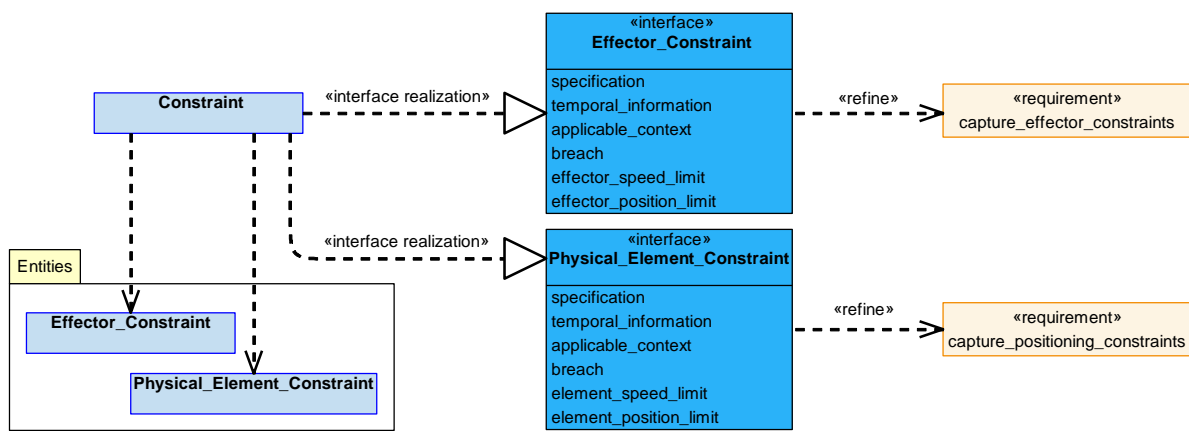 «interface»
Effector_Constraint
specification
temporal_information
applicable_context
breach
effector_speed_limit
effector_position_limit
Constraint
«interface realization»
«refine»
«requirement»
capture_effector_constraints
«interface realization»
«interface»
Physical_Element_Constraint
specification
temporal_information
applicable_context
breach
element_speed_limit
element_position_limit
«refine»
«requirement»
capture_positioning_constraints
Entities
Effector_Constraint
Physical_Element_Constraint